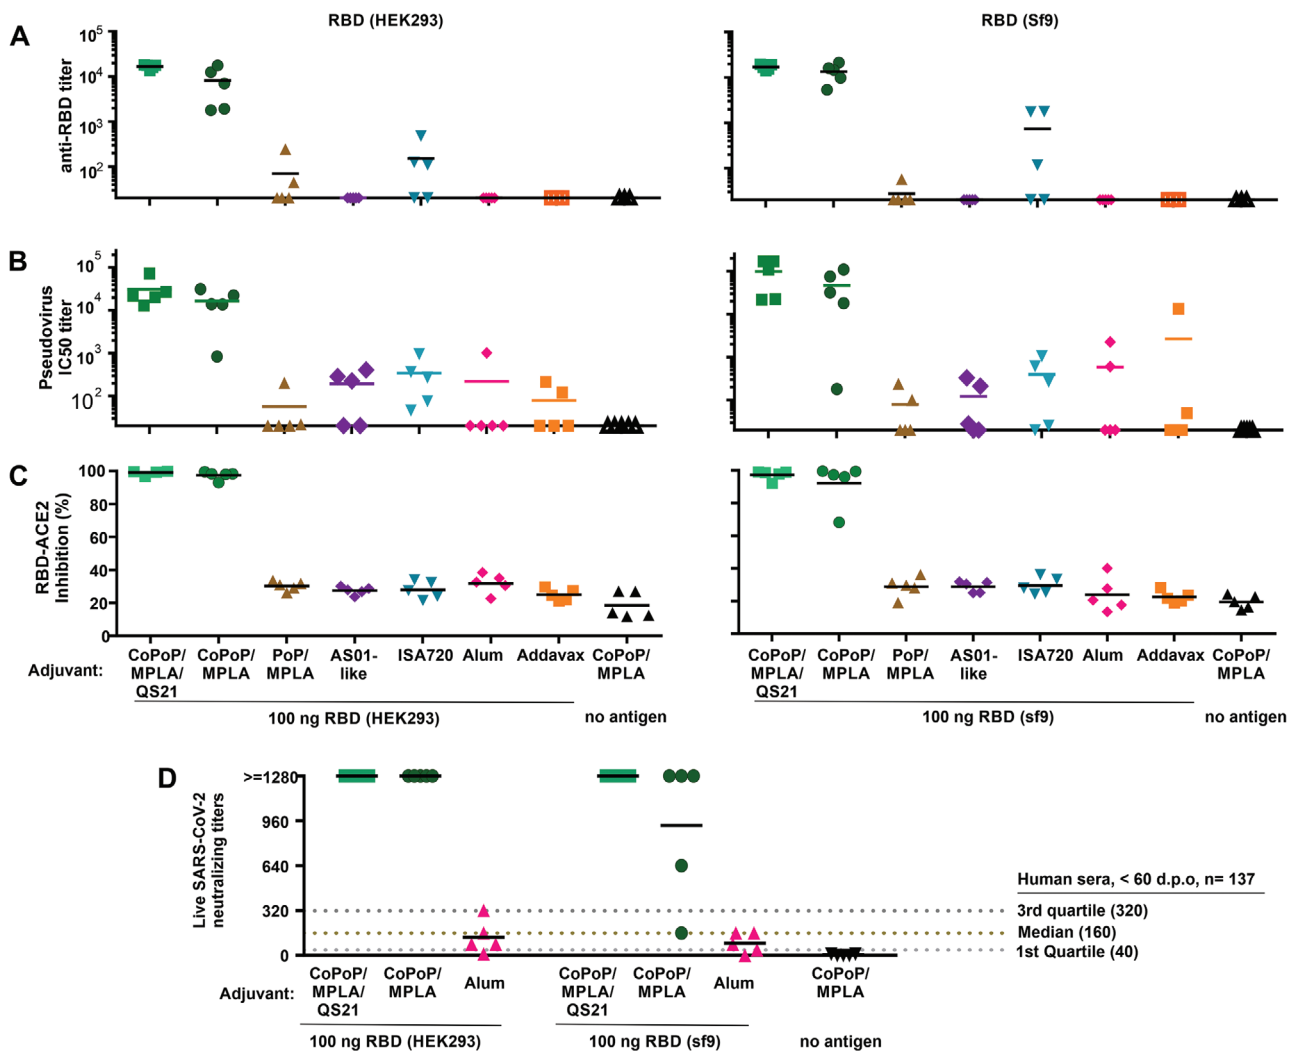 A
RBD (HEK293)
RBD (Sf9)
anti-RBD titer
10^5
10^4
10^3
10^2
B
Pseudovirus
IC50 titer
10^5
10^4
10^3
10^2
C
RBD-ACE2
Inhibition (%)
100
80
60
40
20
0
Adjuvant:
CoPoP/
MPLA/
QS21
CoPoP/
MPLA
PoP/
MPLA
AS01-
like
ISA720
Alum
Addavax
CoPoP/
MPLA
100 ng RBD (HEK293)
no antigen
CoPoP/
MPLA/
QS21
CoPoP/
MPLA
PoP/
MPLA
AS01-
like
ISA720
Alum
Addavax
CoPoP/
MPLA
100 ng RBD (sf9)
no antigen
D
Live SARS-CoV-2
neutralizing titers
>=1280
960
640
320
0
Human sera, < 60 d.p.o, n= 137
3rd quartile (320)
Median (160)
1st Quartile (40)
Adjuvant:
CoPoP/
MPLA/
QS21
CoPoP/
MPLA
Alum
CoPoP/
MPLA/
QS21
CoPoP/
MPLA
Alum
CoPoP/
MPLA
100 ng RBD (HEK293)
100 ng RBD (sf9)
no antigen